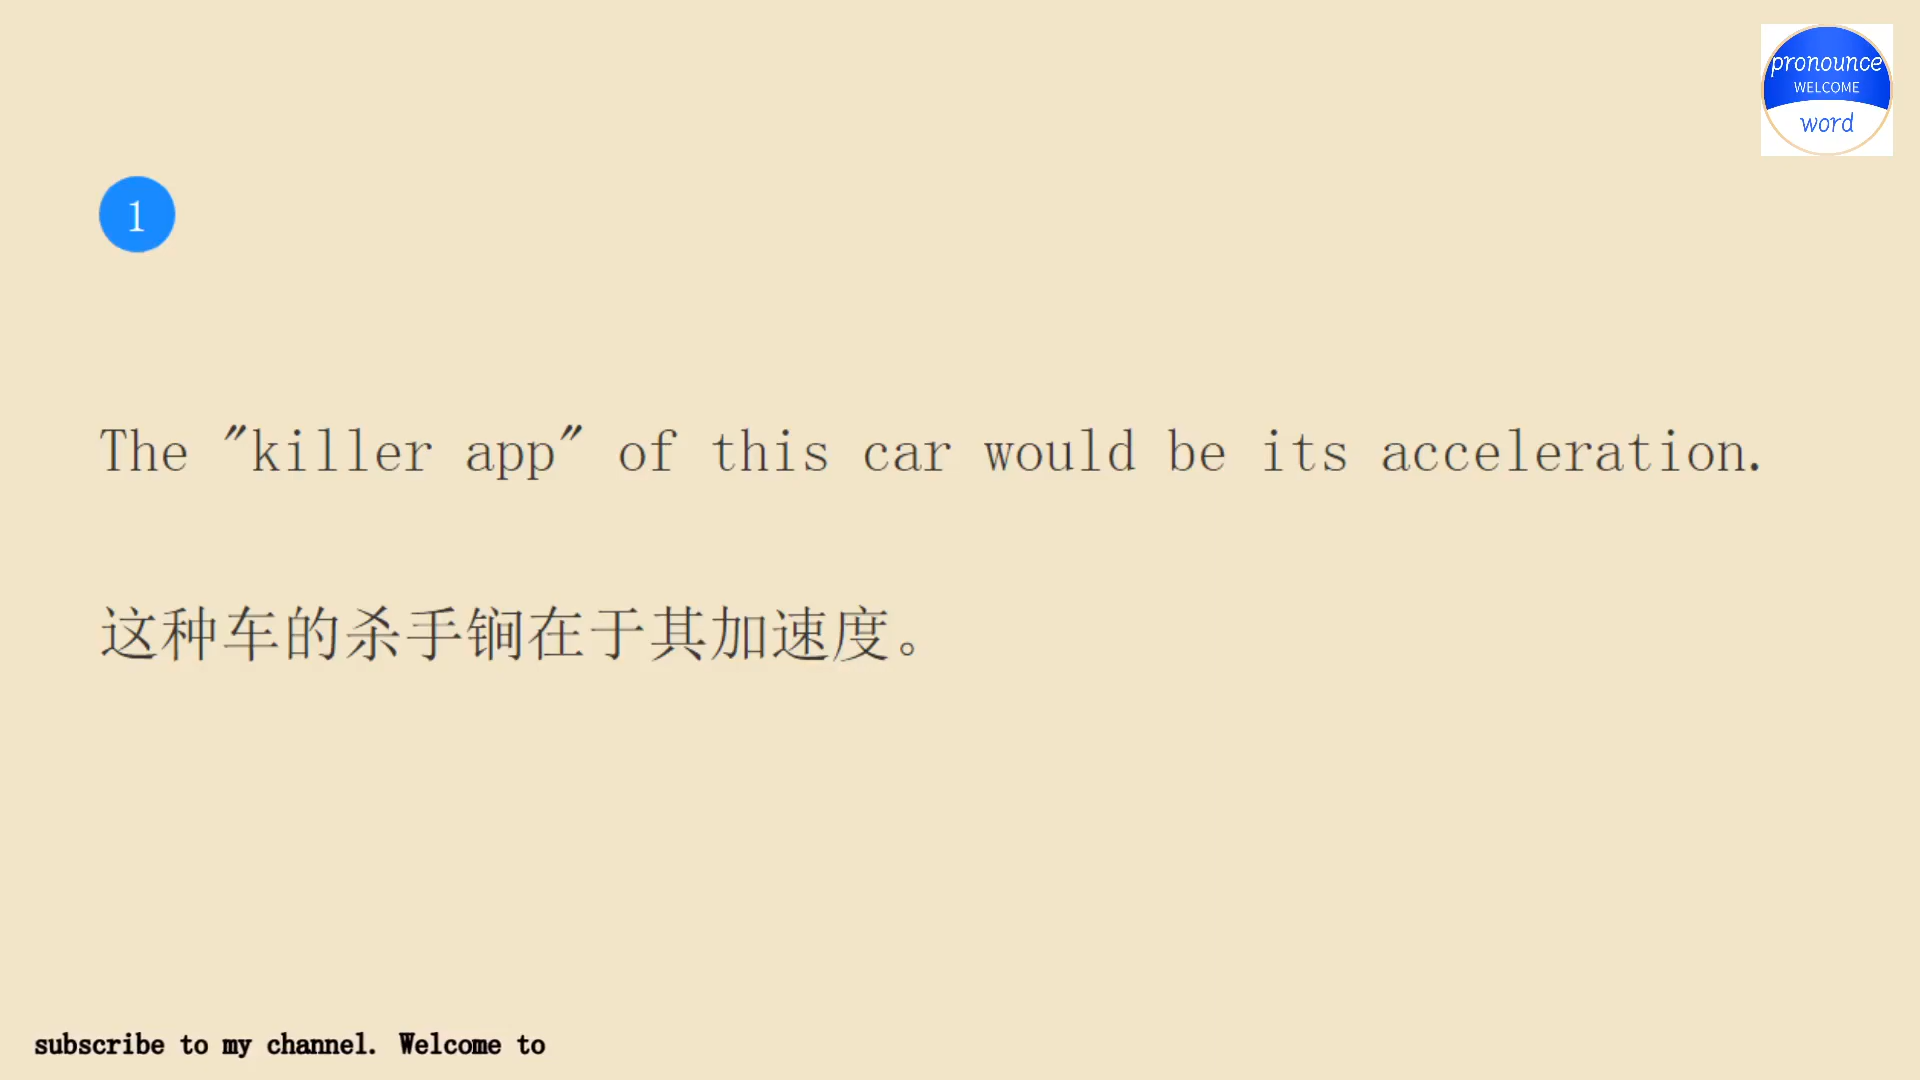 pronounce
WELCOME
word
1
The "killer app" of this car would be its acceleration.
这种车的杀手锏在于其加速度。
subscribe to my channel. Welcome to